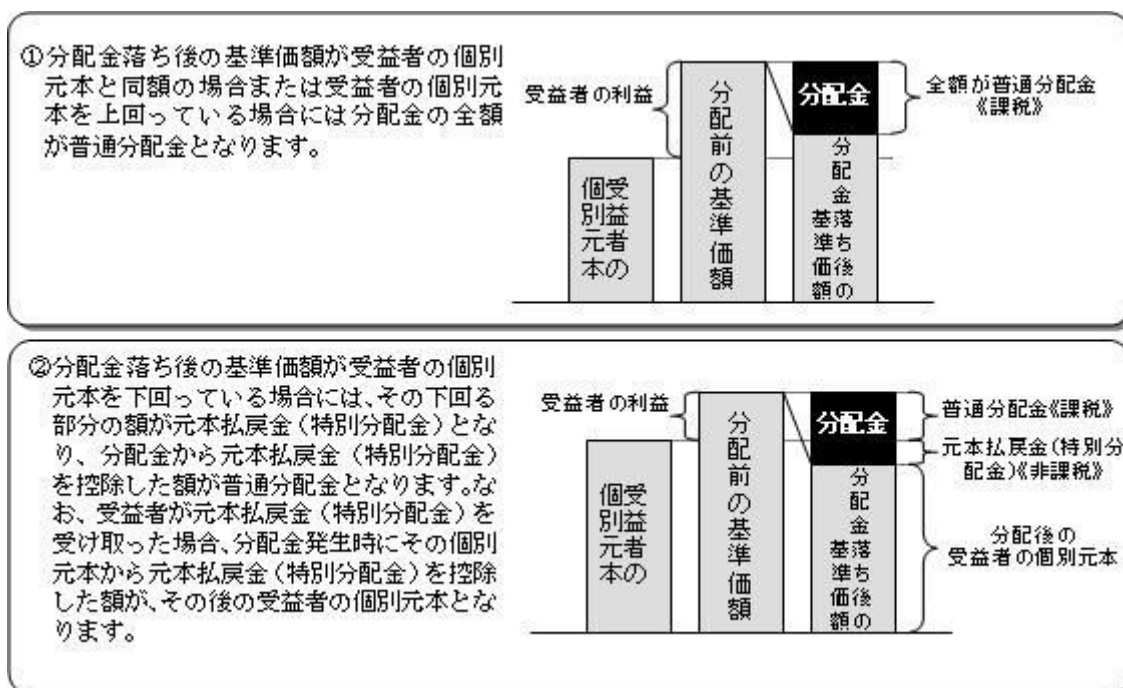 ①分配金落ち後の基準価額が受益者の個別
元本と同額の場合または受益者の個別元
本を上回っている場合には分配金の全額
が普通分配金となります。
受益者の利益
受益者の
個別元本
分配前の基準価額
分配金
分配金落ち後の
基準価額
全額が普通分配金
《課税》
②分配金落ち後の基準価額が受益者の個別
元本を下回っている場合には、その下回る
部分の額が元本払戻金（特別分配金）とな
り、分配金から元本払戻金（特別分配金）
を控除した額が普通分配金となります。な
お、受益者が元本払戻金（特別分配金）を
受け取った場合、分配金発生時にその個別
元本から元本払戻金（特別分配金）を控除
した額が、その後の受益者の個別元本とな
ります。
受益者の利益
受益者の
個別元本
分配前の基準価額
分配金
分配金落ち後の
基準価額
普通分配金《課税》
元本払戻金（特別分
配金）《非課税》
分配後の
受益者の個別元本